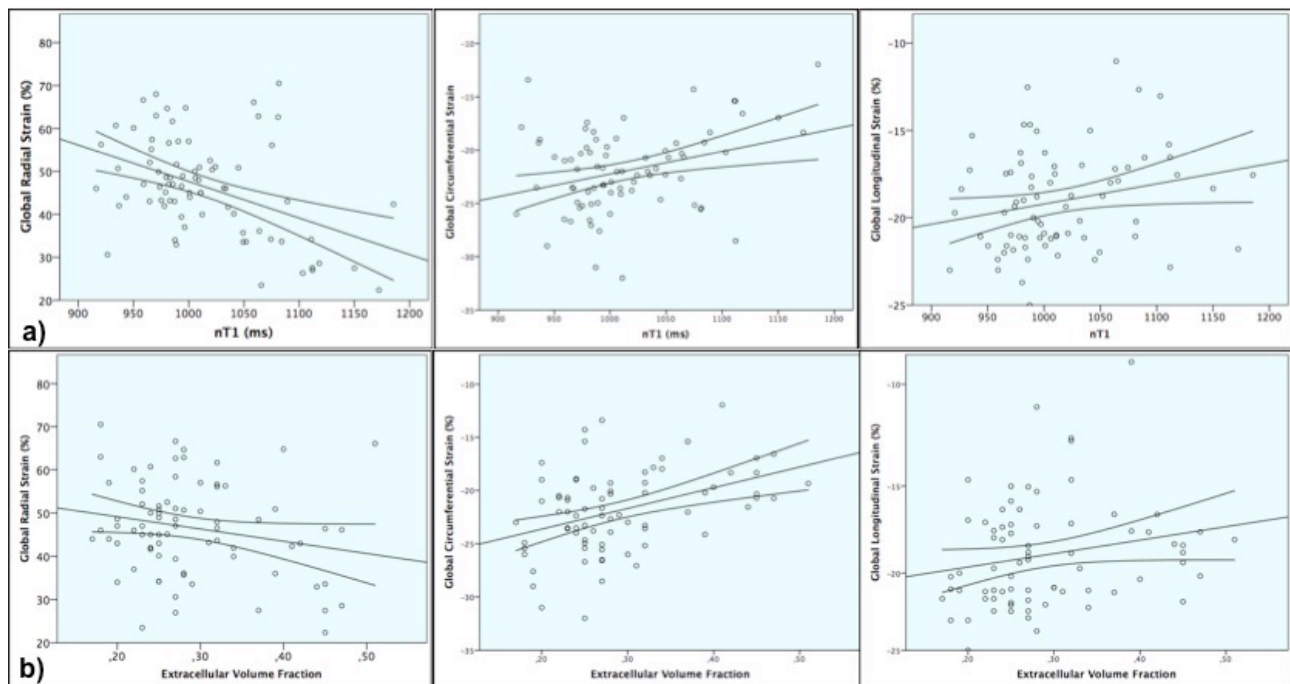 Global Radial Strain (%)
80
70
60
50
40
30
20
900 950 1000 1050 1100 1150 1200
nT1 (ms)
a)
Global Circumferential Strain
-10
-15
-20
-25
-30
-35
900 950 1000 1050 1100 1150 1200
nT1 (ms)
Global Longitudinal Strain (%)
-10
-15
-20
-25
900 950 1000 1050 1100 1150 1200
nT1
Global Radial Strain (%)
80
70
60
50
40
30
20
,20 ,30 ,40 ,50
Extracellular Volume Fraction
b)
Global Circumferential Strain (%)
-10
-15
-20
-25
-30
-35
,20 ,30 ,40 ,50
Extracellular Volume Fraction
Global Longitudinal Strain (%)
-10
-15
-20
-25
,20 ,30 ,40 ,50
Extracellular Volume Fraction